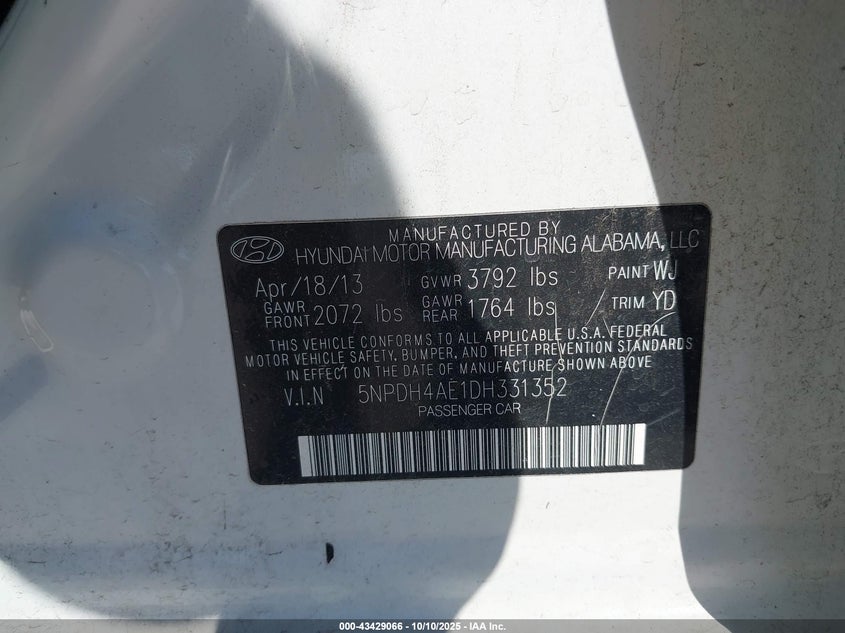 MANUFACTURED BY
HYUNDAI MOTOR MANUFACTURING ALABAMA, LLC
Apr/18/13 GVWR 3792 lbs PAINT WJ
GAWR FRONT 2072 lbs GAWR REAR 1764 lbs TRIM YD
THIS VEHICLE CONFORMS TO ALL APPLICABLE U.S.A. FEDERAL
MOTOR VEHICLE SAFETY, BUMPER, AND THEFT PREVENTION STANDARDS
IN EFFECT ON THE DATE OF MANUFACTURE SHOWN ABOVE
V.I.N 5NPDH4AE1DH331352
PASSENGER CAR
000-43429066 - 10/10/2025 - IAA Inc.